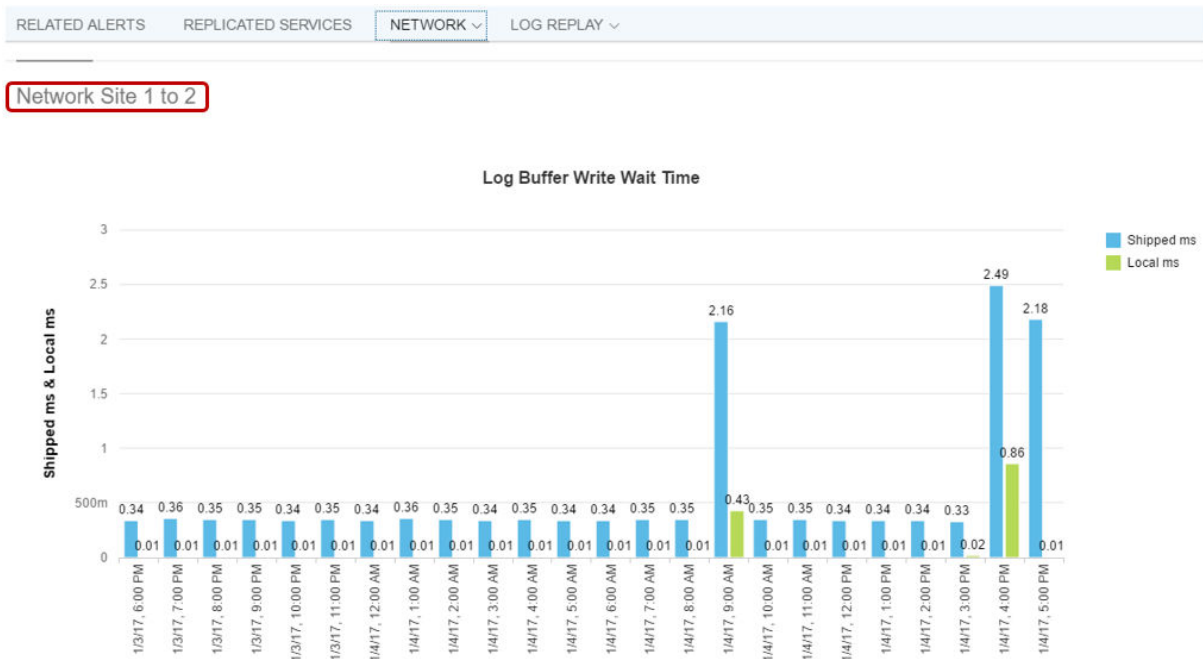 RELATED ALERTS REPLICATED SERVICES NETWORK LOG REPLAY
Network Site 1 to 2
Log Buffer Write Wait Time
Shipped ms
Local ms
Shipped ms & Local ms
3
2.5
2
1.5
1
500m
0
0.34 0.36 0.35 0.35 0.34 0.35 0.34 0.36 0.35 0.34 0.35 0.34 0.34 0.35 0.35 2.16 0.35 0.35 0.34 0.34 0.34 0.33 2.49 2.18
0.01 0.01 0.01 0.01 0.01 0.01 0.01 0.01 0.01 0.01 0.01 0.01 0.01 0.01 0.01 0.43 0.01 0.01 0.01 0.01 0.01 0.02 0.86 0.01
1/3/17, 6:00 PM
1/3/17, 7:00 PM
1/3/17, 8:00 PM
1/3/17, 9:00 PM
1/3/17, 10:00 PM
1/3/17, 11:00 PM
1/4/17, 12:00 AM
1/4/17, 1:00 AM
1/4/17, 2:00 AM
1/4/17, 3:00 AM
1/4/17, 4:00 AM
1/4/17, 5:00 AM
1/4/17, 6:00 AM
1/4/17, 7:00 AM
1/4/17, 8:00 AM
1/4/17, 9:00 AM
1/4/17, 10:00 AM
1/4/17, 11:00 AM
1/4/17, 12:00 PM
1/4/17, 1:00 PM
1/4/17, 2:00 PM
1/4/17, 3:00 PM
1/4/17, 4:00 PM
1/4/17, 5:00 PM